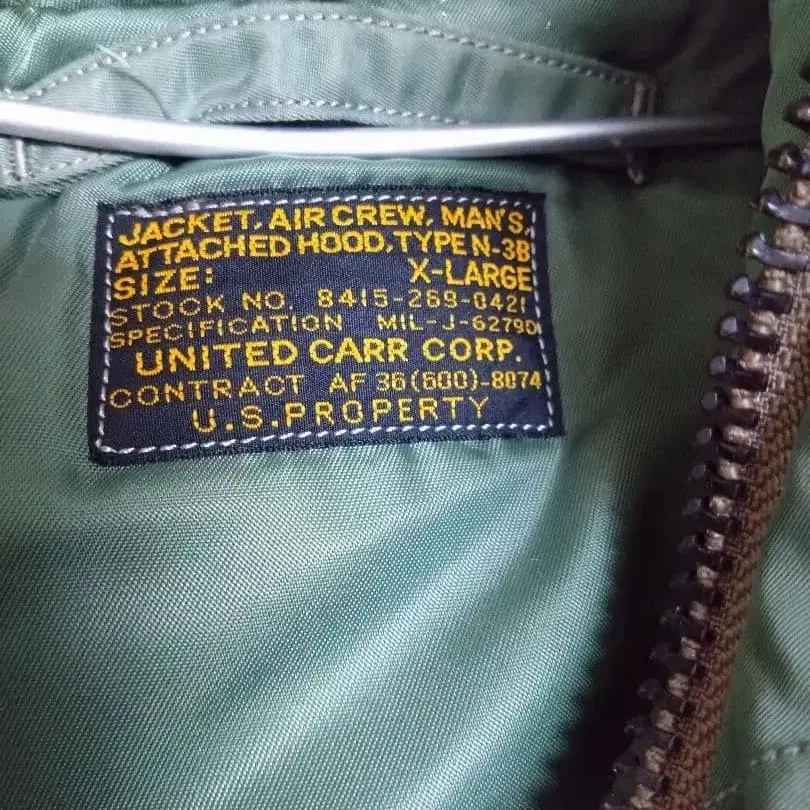 JACKET, AIR CREW, MAN'S,
ATTACHED HOOD, TYPE N-3B
SIZE: X-LARGE
STOCK NO. 8415-269-0421
SPECIFICATION MIL-J-6279D
UNITED CARR CORP.
CONTRACT AF 36(600)-8074
U.S. PROPERTY